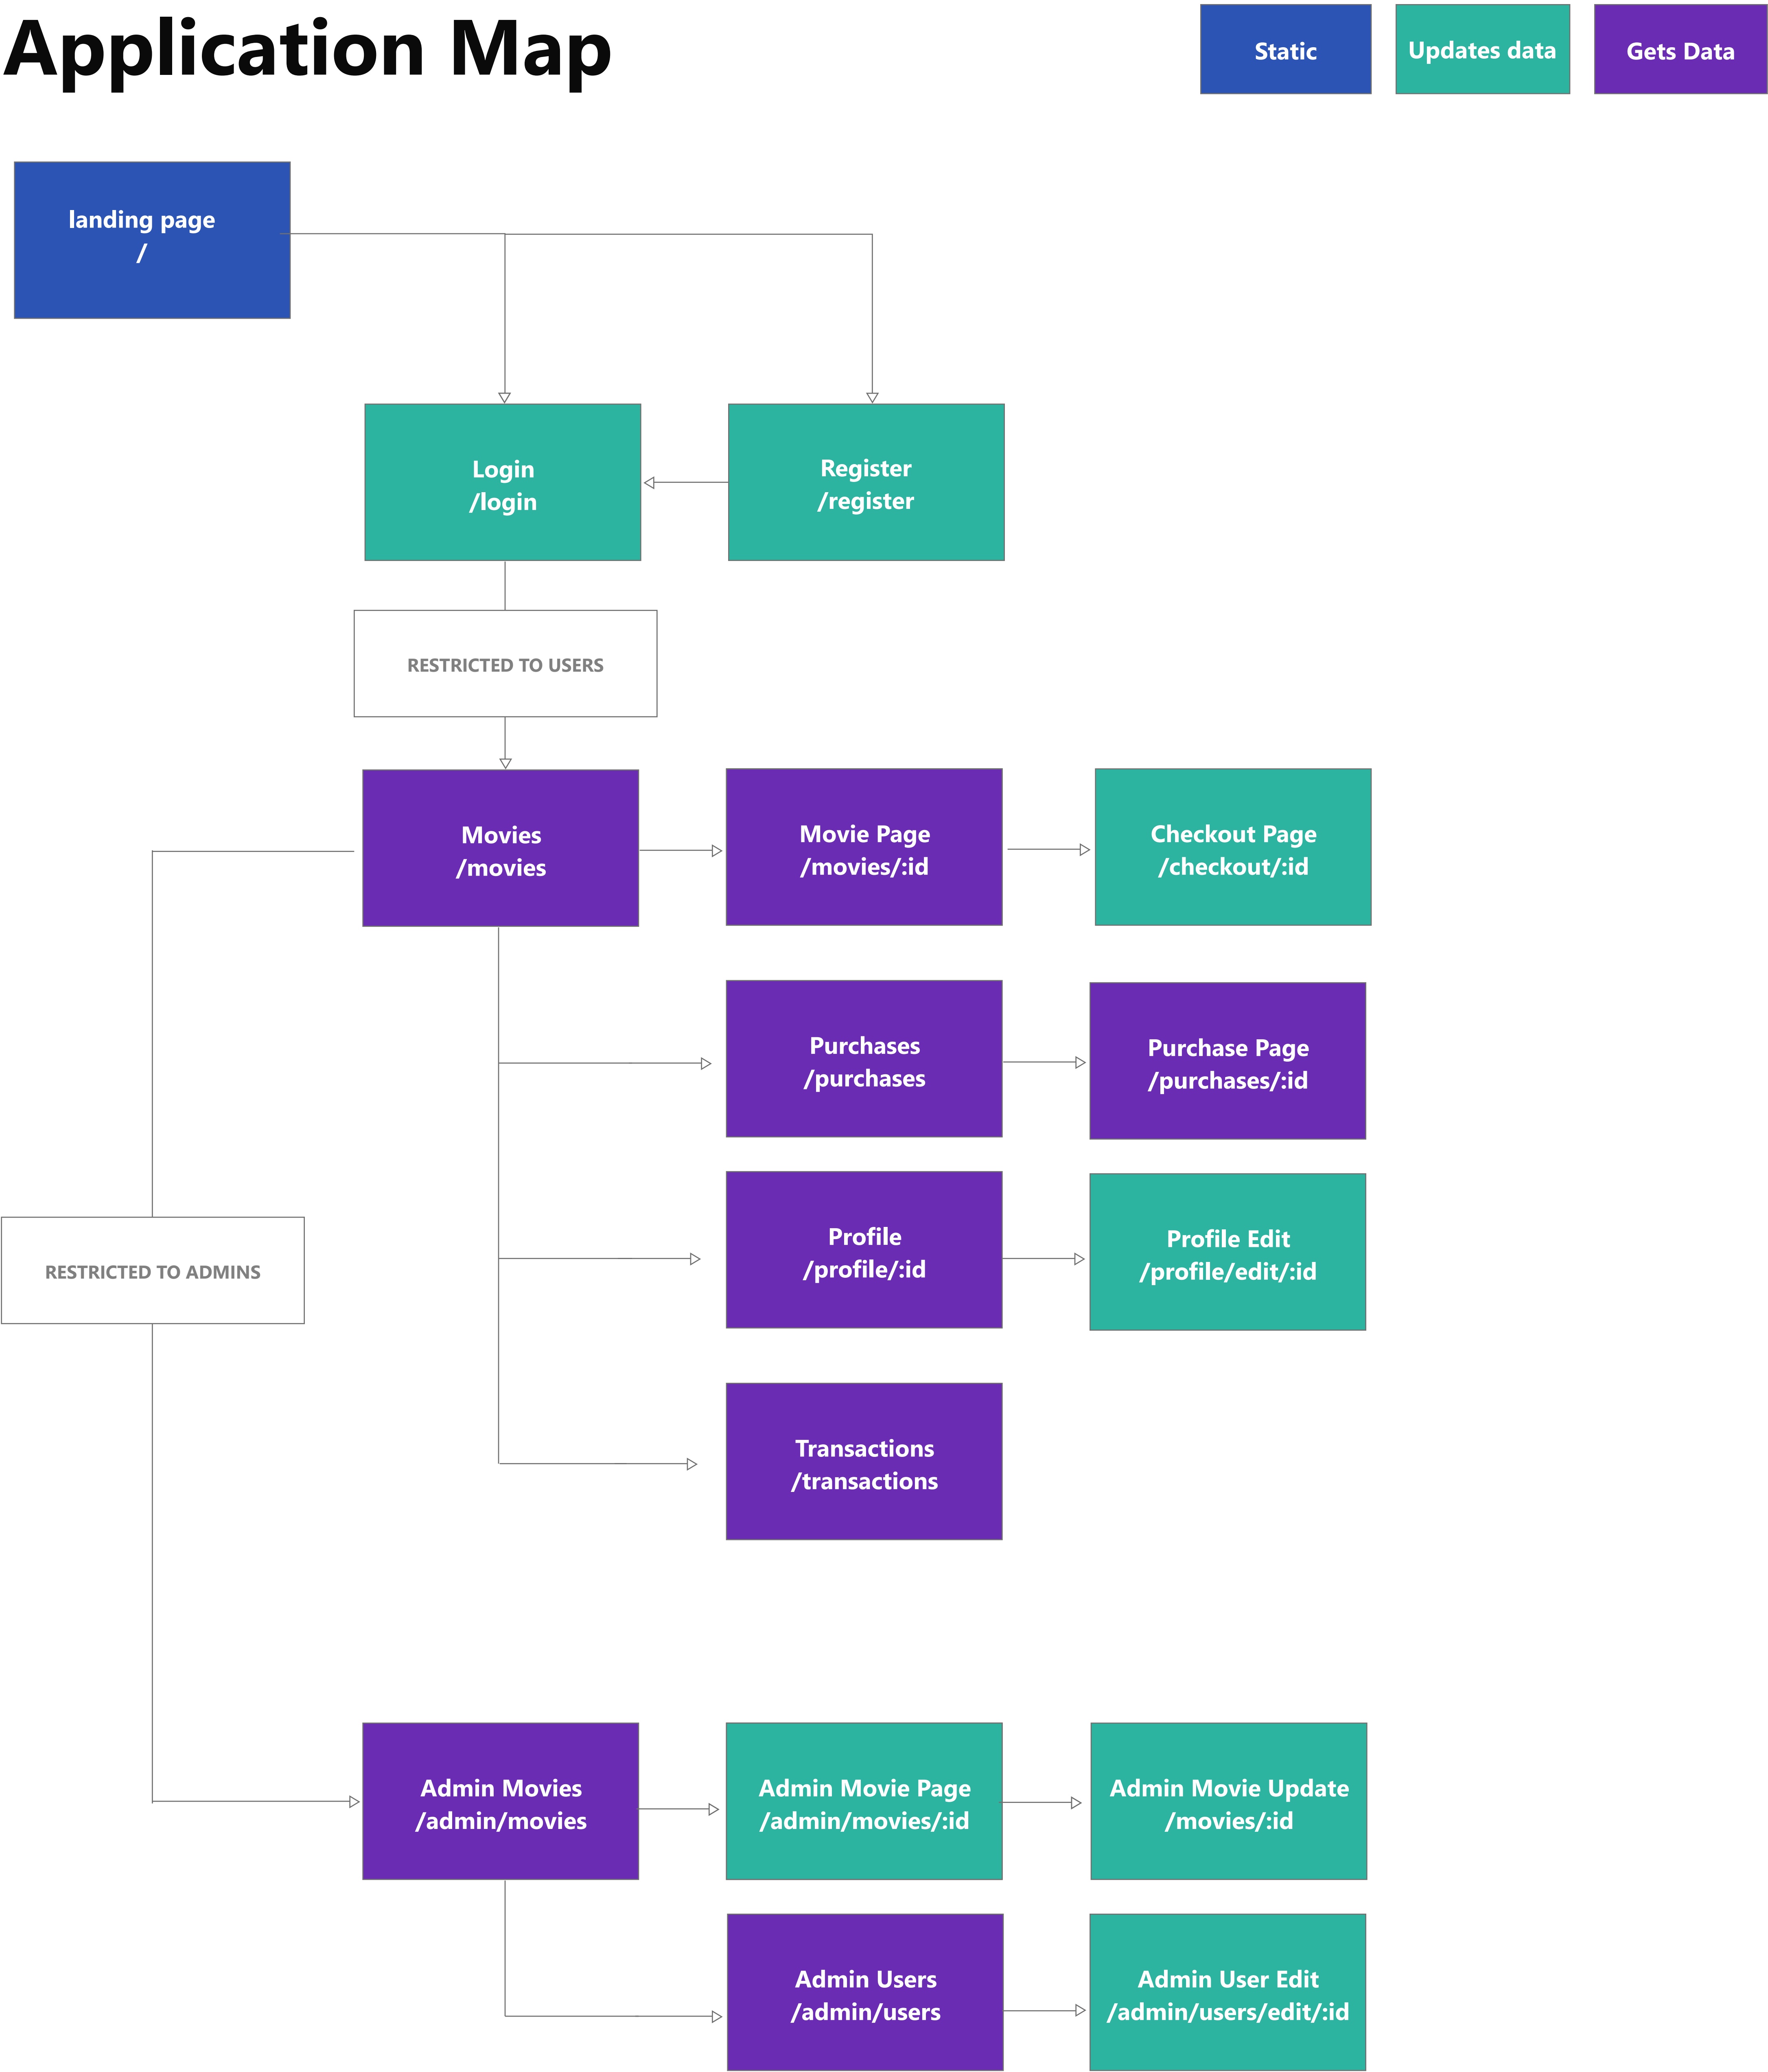 Application Map
Static
Updates data
Gets Data
landing page
/
Login
/login
Register
/register
RESTRICTED TO USERS
Movies
/movies
Movie Page
/movies/:id
Checkout Page
/checkout/:id
Purchases
/purchases
Purchase Page
/purchases/:id
Profile
/profile/:id
Profile Edit
/profile/edit/:id
RESTRICTED TO ADMINS
Transactions
/transactions
Admin Movies
/admin/movies
Admin Movie Page
/admin/movies/:id
Admin Movie Update
/movies/:id
Admin Users
/admin/users
Admin User Edit
/admin/users/edit/:id